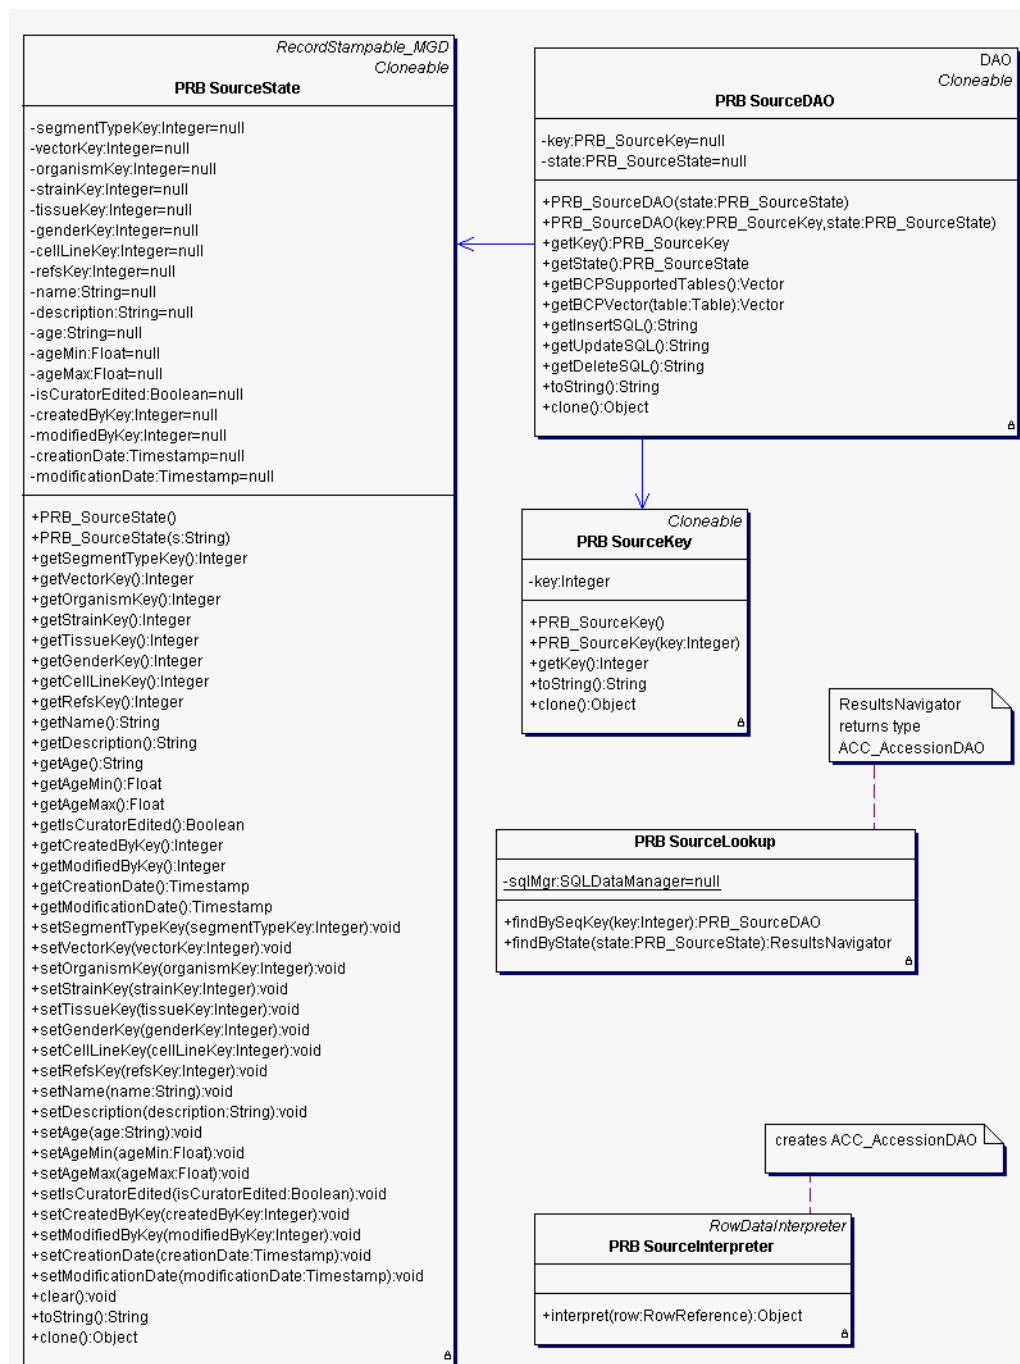 RecordStampable_MGD
Cloneable
PRB SourceState
-segmentTypeKey:Integer=null
-vectorKey:Integer=null
-organismKey:Integer=null
-strainKey:Integer=null
-tissueKey:Integer=null
-genderKey:Integer=null
-cellLineKey:Integer=null
-refsKey:Integer=null
-name:String=null
-description:String=null
-age:String=null
-ageMin:Float=null
-ageMax:Float=null
-isCuratorEdited:Boolean=null
-createdByKey:Integer=null
-modifiedByKey:Integer=null
-creationDate:Timestamp=null
-modificationDate:Timestamp=null
+PRB_SourceState()
+PRB_SourceState(s:String)
+getSegmentTypeKey():Integer
+getVectorKey():Integer
+getOrganismKey():Integer
+getStrainKey():Integer
+getTissueKey():Integer
+getGenderKey():Integer
+getCellLineKey():Integer
+getRefsKey():Integer
+getName():String
+getDescription():String
+getAge():String
+getAgeMin():Float
+getAgeMax():Float
+getIsCuratorEdited():Boolean
+getCreatedByKey():Integer
+getModifiedByKey():Integer
+getCreationDate():Timestamp
+getModificationDate():Timestamp
+setSegmentTypeKey(segmentTypeKey:Integer):void
+setVectorKey(vectorKey:Integer):void
+setOrganismKey(organismKey:Integer):void
+setStrainKey(strainKey:Integer):void
+setTissueKey(tissueKey:Integer):void
+setGenderKey(genderKey:Integer):void
+setCellLineKey(cellLineKey:Integer):void
+setRefsKey(refsKey:Integer):void
+setName(name:String):void
+setDescription(description:String):void
+setAge(age:String):void
+setAgeMin(ageMin:Float):void
+setAgeMax(ageMax:Float):void
+setIsCuratorEdited(isCuratorEdited:Boolean):void
+setCreatedByKey(createdByKey:Integer):void
+setModifiedByKey(modifiedByKey:Integer):void
+setCreationDate(creationDate:Timestamp):void
+setModificationDate(modificationDate:Timestamp):void
+clear():void
+toString():String
+clone():Object
DAO
Cloneable
PRB SourceDAO
-key:PRB_SourceKey=null
-state:PRB_SourceState=null
+PRB_SourceDAO(state:PRB_SourceState)
+PRB_SourceDAO(key:PRB_SourceKey,state:PRB_SourceState)
+getKey():PRB_SourceKey
+getState():PRB_SourceState
+getBCPSupportedTables():Vector
+getBCPVector(table:Table):Vector
+getInsertSQL():String
+getUpdateSQL():String
+getDeleteSQL():String
+toString():String
+clone():Object
Cloneable
PRB SourceKey
-key:Integer
+PRB_SourceKey()
+PRB_SourceKey(key:Integer)
+getKey():Integer
+toString():String
+clone():Object
ResultsNavigator
returns type
ACC_AccessionDAO
PRB SourceLookup
-sqlMgr:SQLDataManager=null
+findBySeqKey(key:Integer):PRB_SourceDAO
+findByState(state:PRB_SourceState):ResultsNavigator
creates ACC_AccessionDAO
RowDataInterpreter
PRB SourceInterpreter
+interpret(row:RowReference):Object